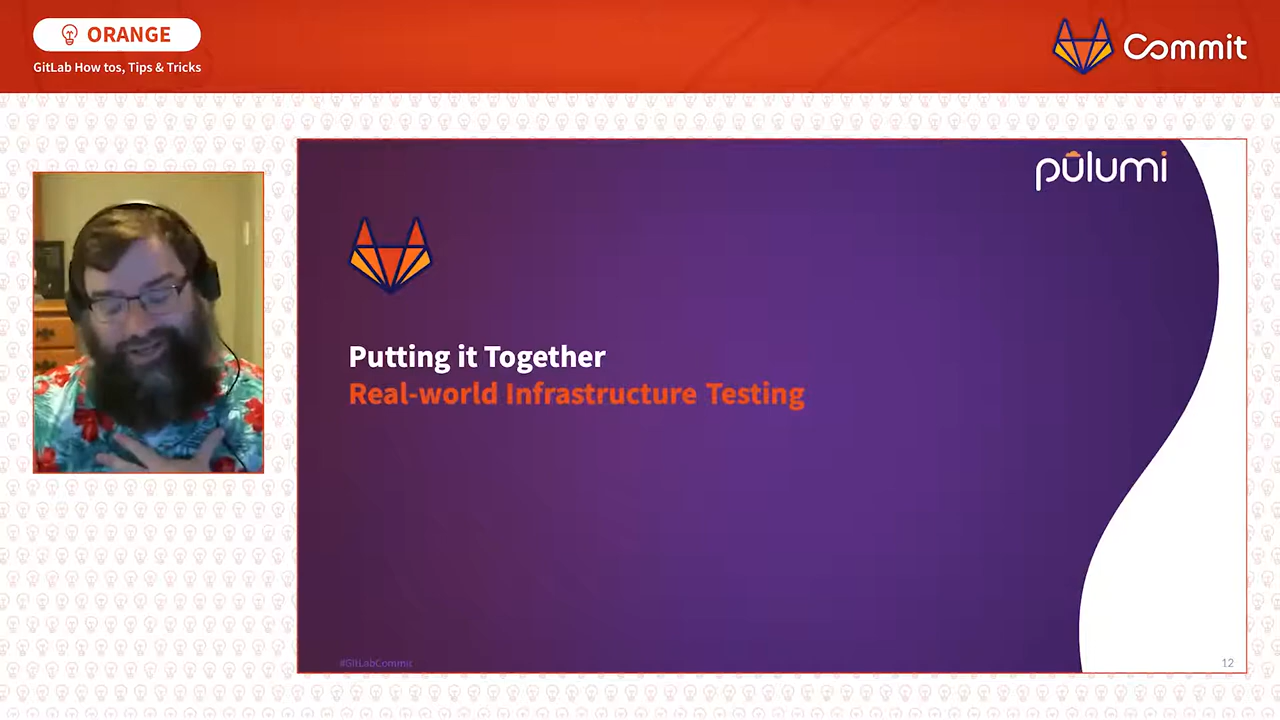 ORANGE
GitLab How tos, Tips & Tricks
Commit
pulumi
Putting it Together
Real-world Infrastructure Testing
#GitLabCommit
12